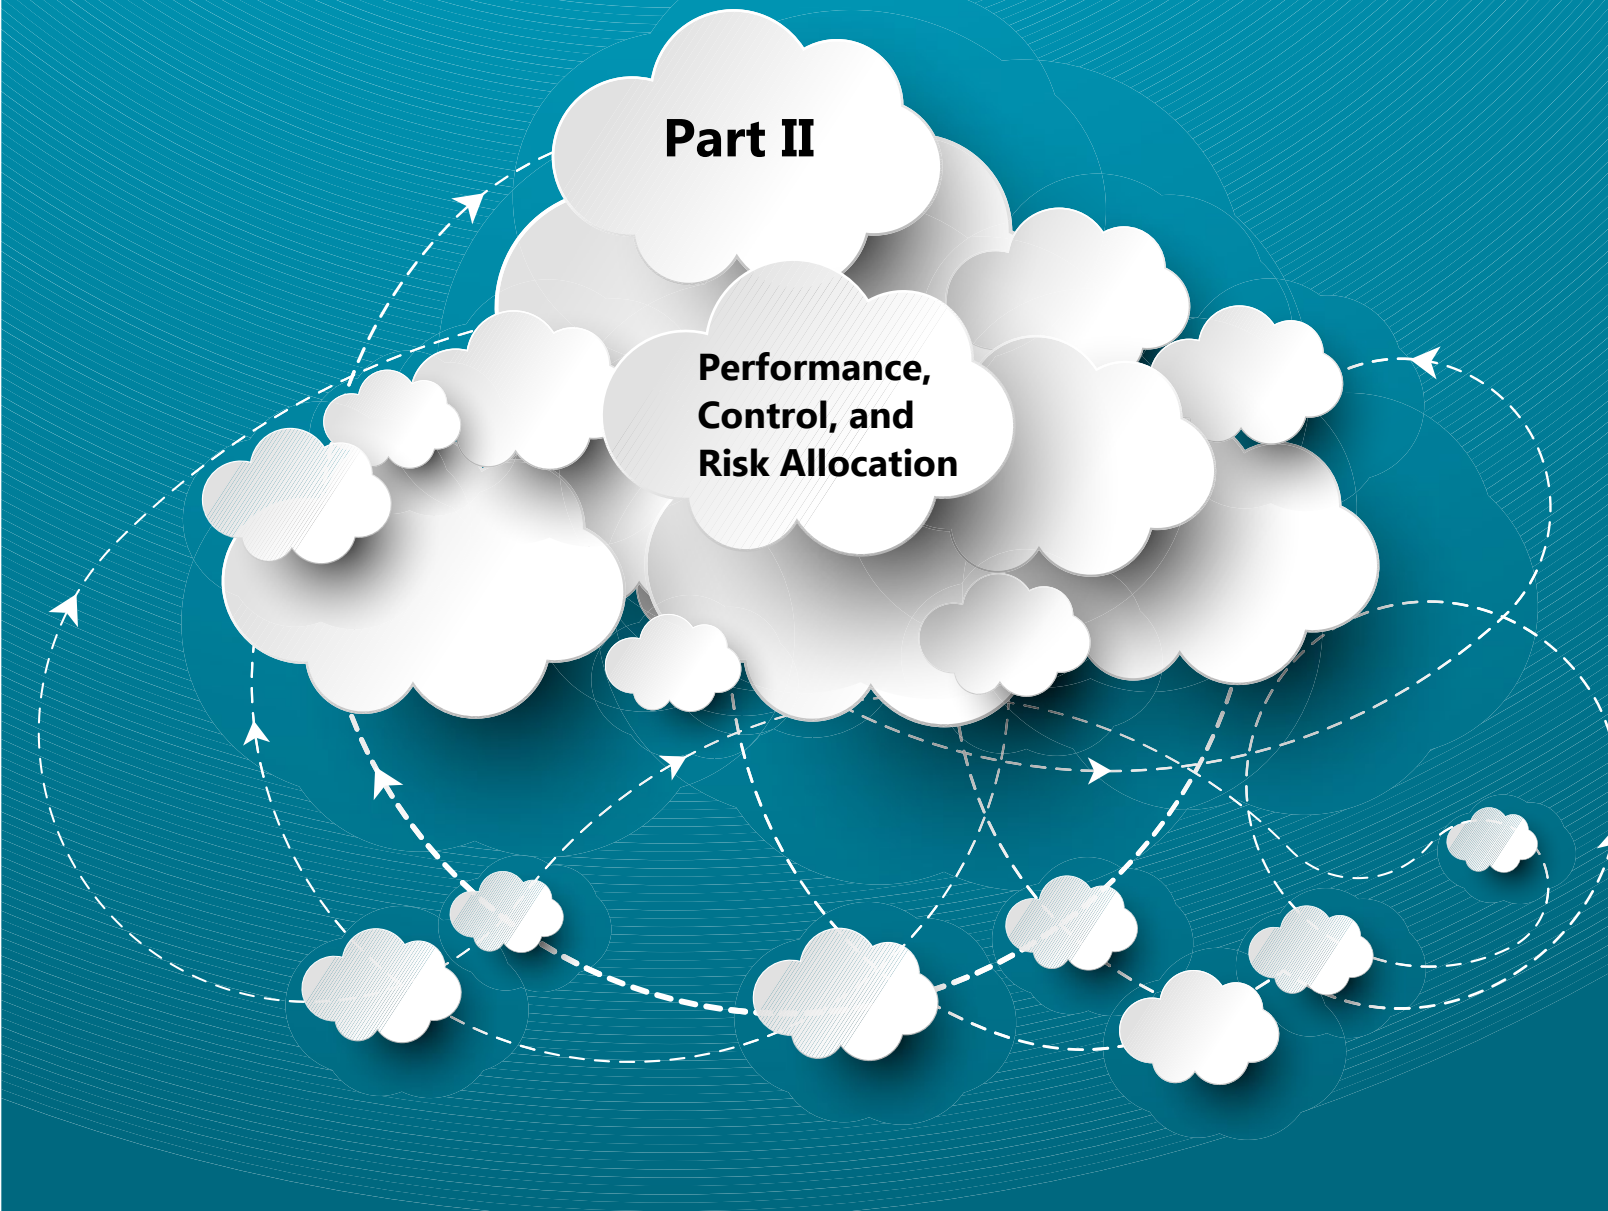 Part II
Performance,
Control, and
Risk Allocation